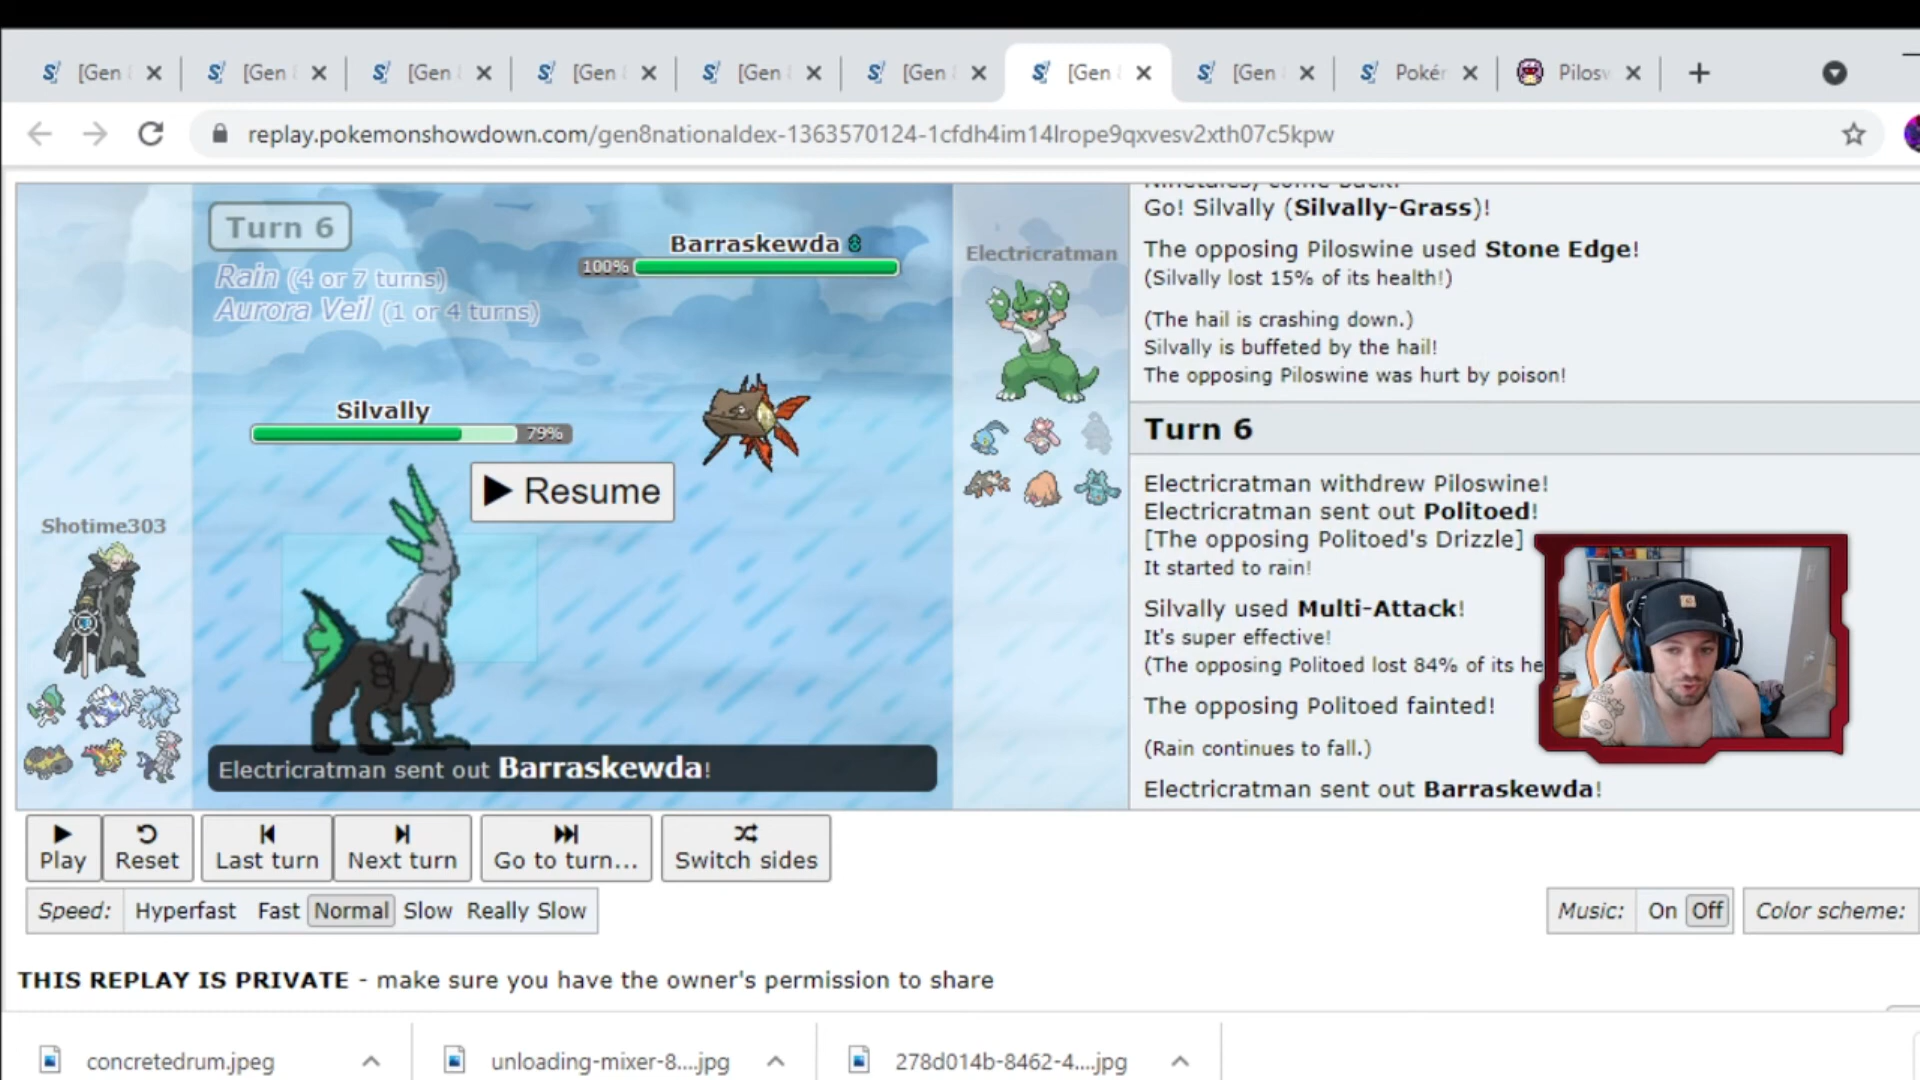 [Gen
[Gen
[Gen
[Gen
[Gen
[Gen
[Gen
[Gen
Pokér
Pilosw
replay.pokemonshowdown.com/gen8nationaldex-1363570124-1cfdh4im14lrope9qxvesv2xth07c5kpw
Turn 6
Rain (4 or 7 turns)
Aurora Veil (1 or 4 turns)
Barraskewda
100%
Silvally
79%
Resume
Shotime303
Electricratman
Electricratman sent out Barraskewda!
Ninetales, come back!
Go! Silvally (Silvally-Grass)!
The opposing Piloswine used Stone Edge!
(Silvally lost 15% of its health!)
(The hail is crashing down.)
Silvally is buffeted by the hail!
The opposing Piloswine was hurt by poison!
Turn 6
Electricratman withdrew Piloswine!
Electricratman sent out Politoed!
[The opposing Politoed's Drizzle]
It started to rain!
Silvally used Multi-Attack!
It's super effective!
(The opposing Politoed lost 84% of its he
The opposing Politoed fainted!
(Rain continues to fall.)
Electricratman sent out Barraskewda!
Play
Reset
Last turn
Next turn
Go to turn...
Switch sides
Speed: Hyperfast Fast Normal Slow Really Slow
Music: On Off
Color scheme:
THIS REPLAY IS PRIVATE - make sure you have the owner's permission to share
concretedrum.jpeg
unloading-mixer-8....jpg
278d014b-8462-4....jpg